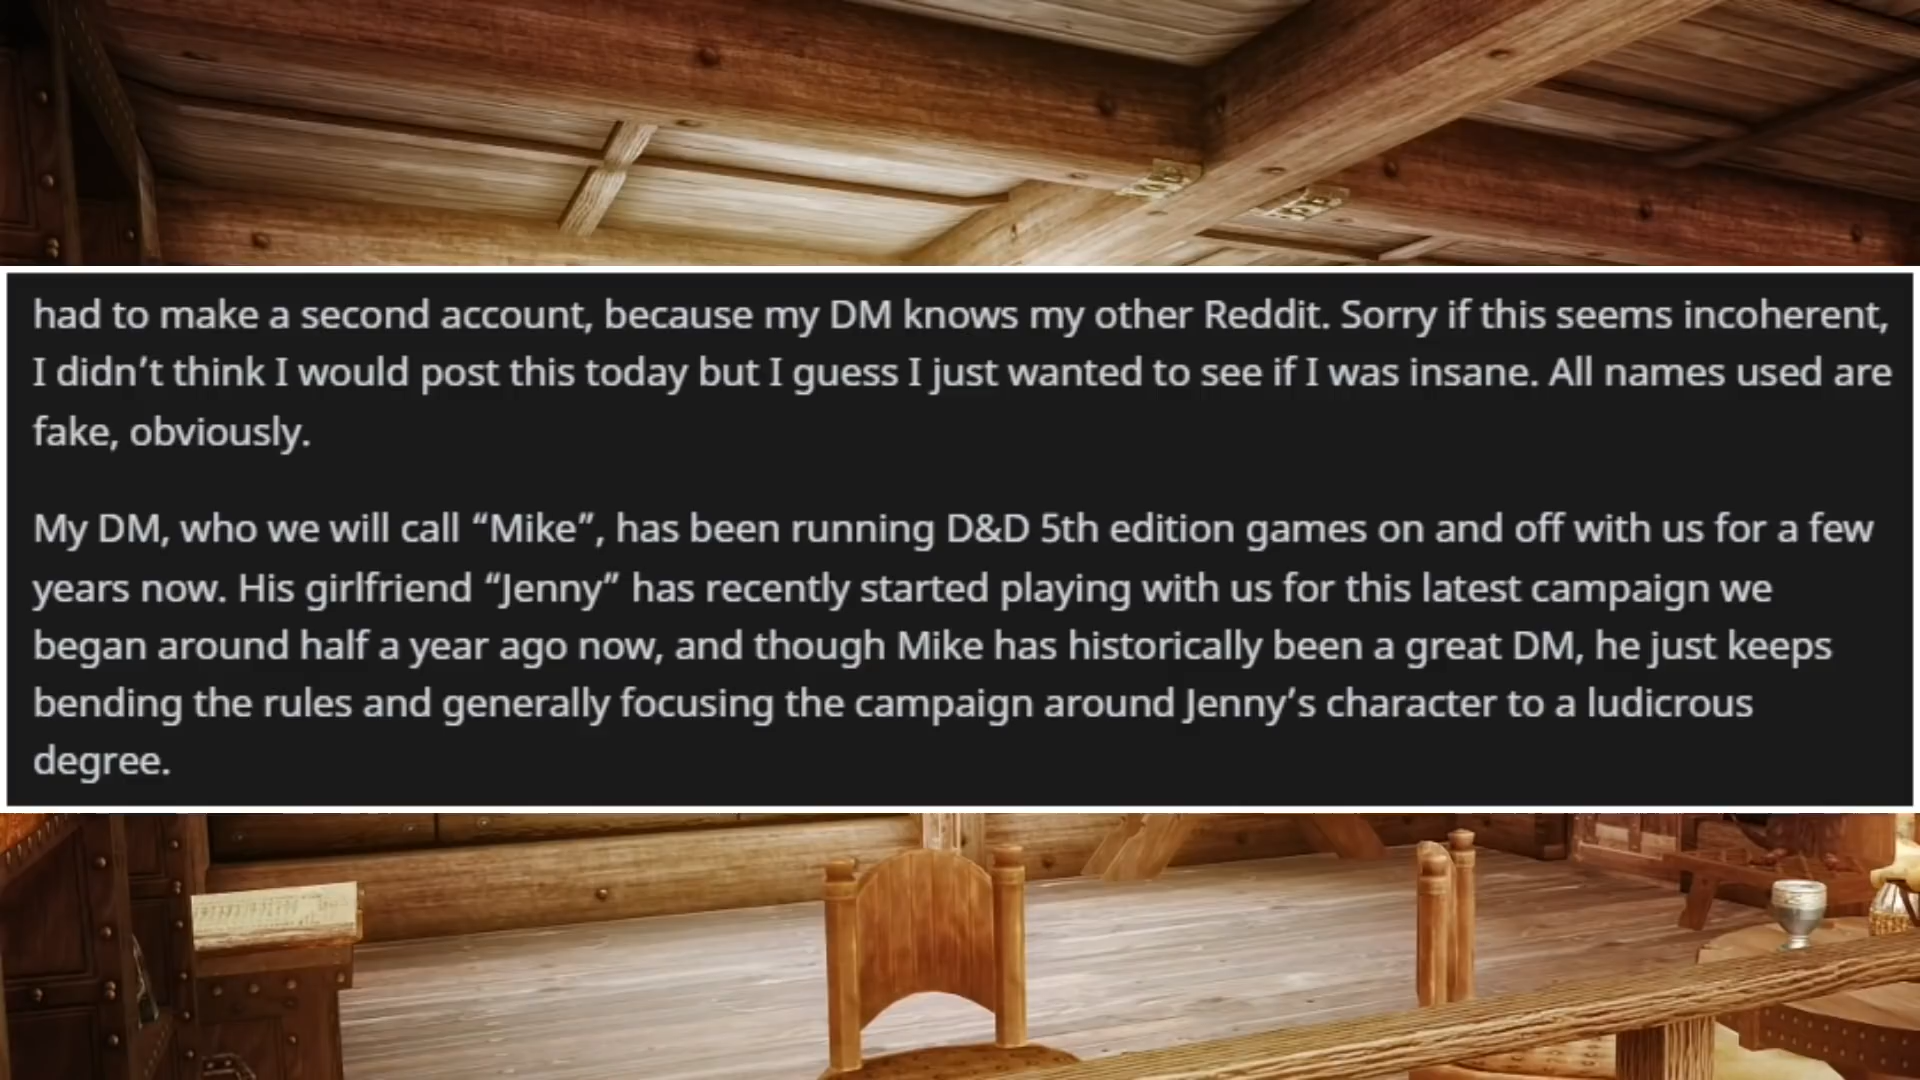 had to make a second account, because my DM knows my other Reddit. Sorry if this seems incoherent,
I didn’t think I would post this today but I guess I just wanted to see if I was insane. All names used are
fake, obviously.
My DM, who we will call “Mike”, has been running D&D 5th edition games on and off with us for a few
years now. His girlfriend “Jenny” has recently started playing with us for this latest campaign we
began around half a year ago now, and though Mike has historically been a great DM, he just keeps
bending the rules and generally focusing the campaign around Jenny’s character to a ludicrous
degree.